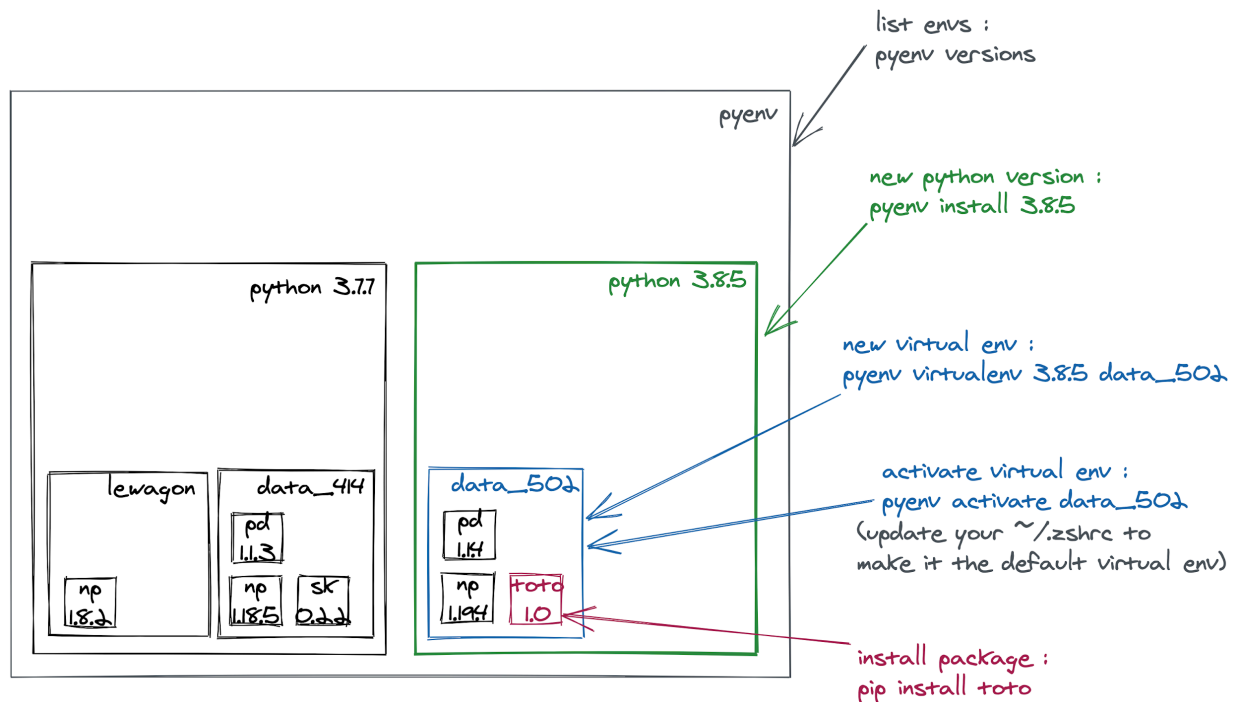 list envs :
pyenv versions
pyenv
new python version :
pyenv install 3.8.5
python 3.7.7
python 3.8.5
new virtual env :
pyenv virtualenv 3.8.5 data_502
lewagon
data_414
data_502
activate virtual env :
pyenv activate data_502
(update your ~/.zshrc to
make it the default virtual env)
pd
1.1.3
pd
1.1.4
np
1.8.2
np
1.18.5
sk
0.22
np
1.19.4
toto
1.0
install package :
pip install toto